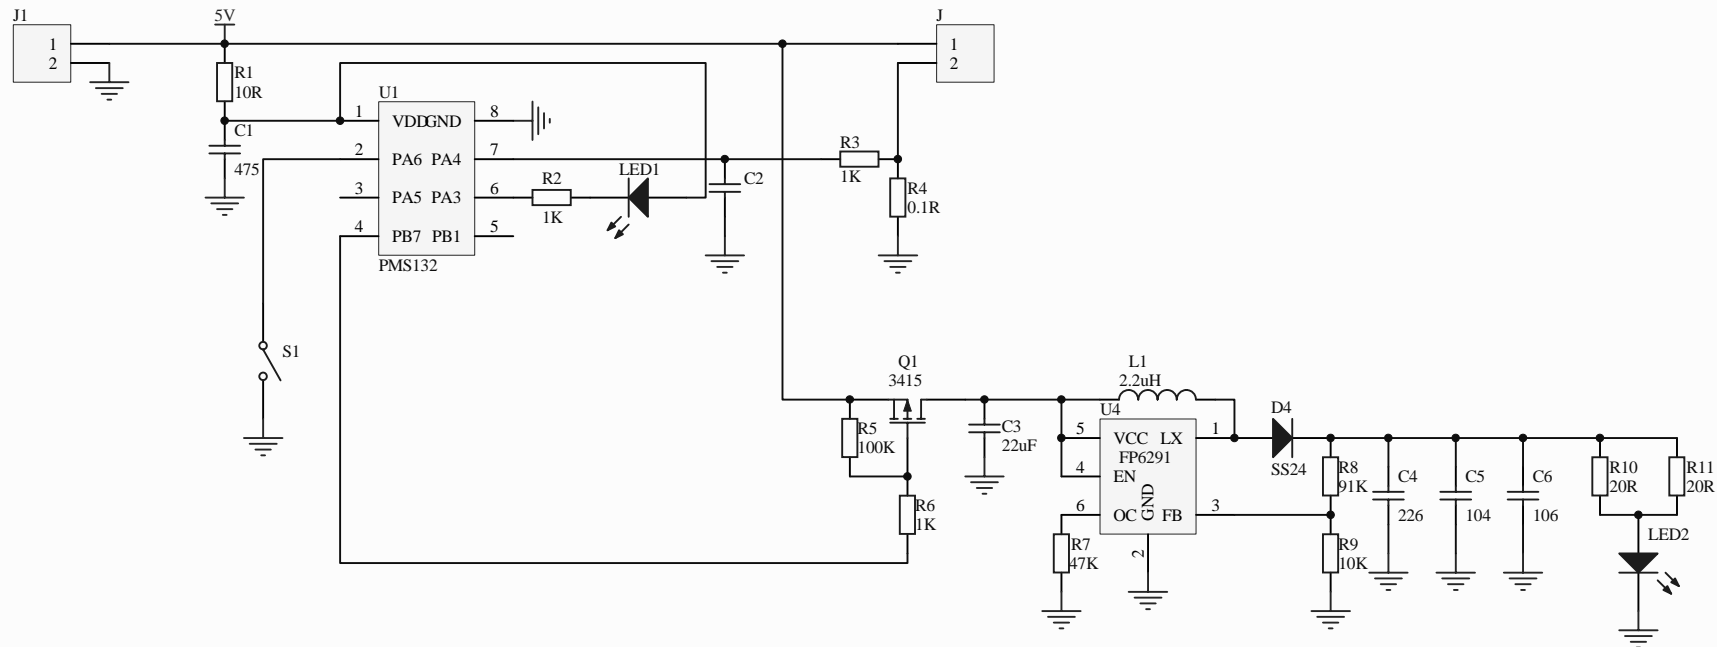 J1
1
2
5V
R1
10R
C1
475
U1
1
2
3
4
VDD
GND
PA6
PA4
PA5
PA3
PB7
PB1
8
7
6
5
PMS132
S1
R2
1K
LED1
C2
R3
1K
R4
0.1R
J
1
2
Q1
3415
R5
100K
R6
1K
C3
22uF
L1
2.2uH
U4
5
VCC
LX
1
FP6291
4
EN
6
OC
GND
FB
3
2
R7
47K
D4
SS24
R8
91K
R9
10K
C4
226
C5
104
C6
106
R10
20R
R11
20R
LED2